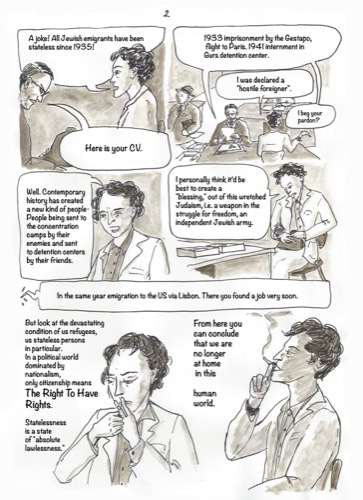 2
A joke! All Jewish emigrants have been
stateless since 1935!
Here is your CV.
1933 imprisonment by the Gestapo,
flight to Paris. 1941 internment in
Gurs detention center.
I was declared a
"hostile foreigner".
I beg your
pardon?
Well. Contemporary
history has created
a new kind of people-
People being sent to
the concentration
camps by their
enemies and sent
to detention centers
by their friends.
I personally think it'd be
best to create a
"blessing," out of this wretched
Judaism, i.e. a weapon in the
struggle for freedom, an
independent Jewish army.
In the same year emigration to the US via Lisbon. There you found a job very soon.
But look at the devastating
condition of us refugees,
us stateless persons
in particular.
In a political world
dominated by
nationalism,
only citizenship means
The Right To Have
Rights.
Statelessness
is a state
of "absolute
lawlessness."
From here you
can conclude
that we are
no longer
at home
in this
human
world.